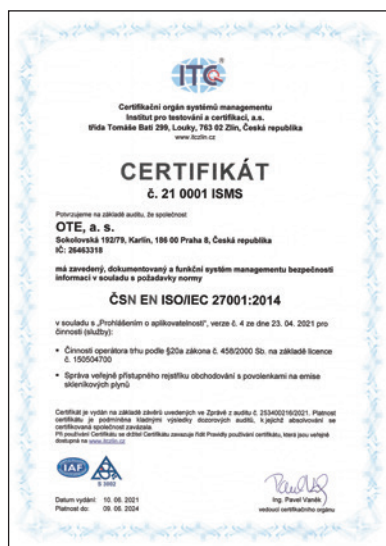 ITC
Certifikační orgán systémů managementu
Institut pro testování a certifikaci, a.s.
třída Tomáše Bati 299, Louky, 763 02 Zlín, Česká republika
www.itczlin.cz
CERTIFIKÁT
č. 21 0001 ISMS
Potvrzujeme na základě auditu, že společnost
OTE, a. s.
Sokolovská 192/79, Karlín, 186 00 Praha 8, Česká republika
IČ: 26463318
má zavedený, dokumentovaný a funkční systém managementu bezpečnosti
informací v souladu s požadavky normy
ČSN EN ISO/IEC 27001:2014
v souladu s „Prohlášením o aplikovatelnosti", verze č. 4 ze dne 23. 04. 2021 pro
činnosti (služby):
• Činnosti operátora trhu podle §20a zákona č. 458/2000 Sb. na základě licence
č. 150504700
• Správa veřejně přístupného rejstříku obchodování s povolenkami na emise
skleníkových plynů
Certifikát je vydán na základě závěrů uvedených ve Zprávě z auditu č. 253400216/2021. Platnost
certifikátu je podmíněna kladnými výsledky dozorových auditů, k jejichž absolvování se
certifikovaná společnost zavázala.
Při používání Certifikátu se držitel Certifikátu zavazuje řídit Pravidly používání certifikátu, která jsou veřejně
dostupná na www.itczlin.cz
IAF
S 3002
Datum vydání: 10. 06. 2021
Platnost do: 09. 06. 2024
Ing. Pavel Vaněk
vedoucí certifikačního orgánu